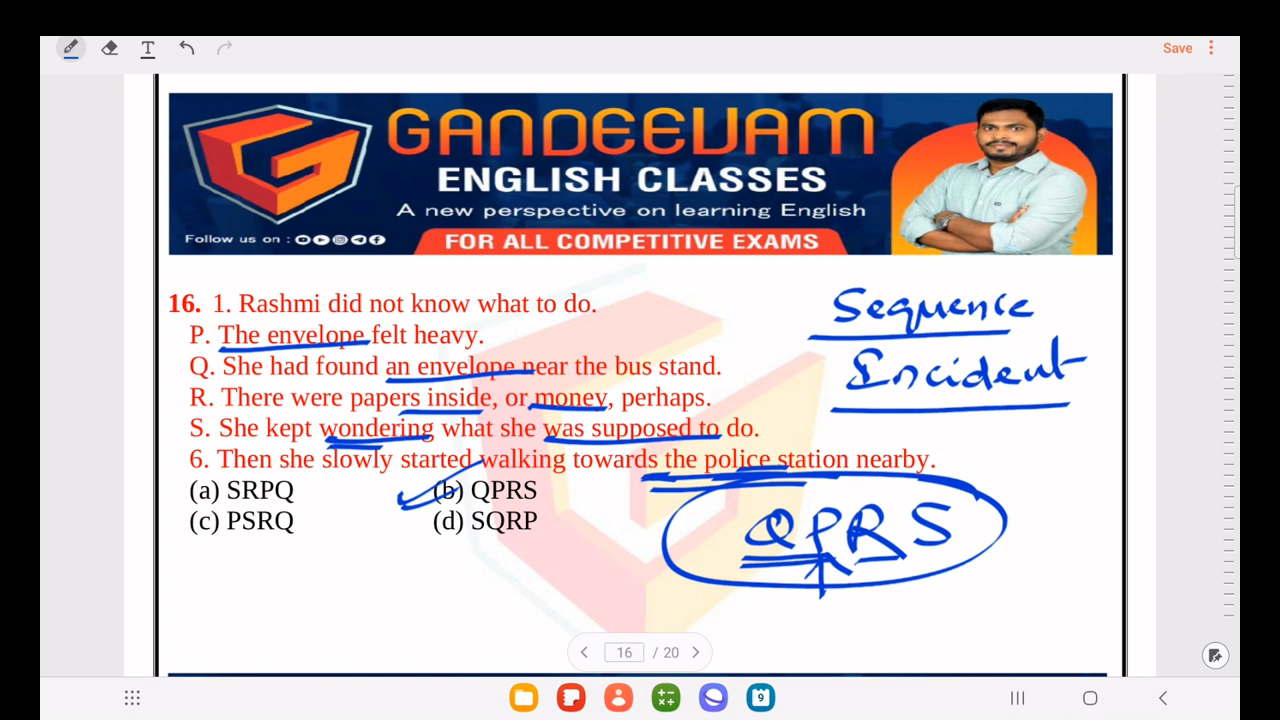 T
Save
GANDEEVAM
ENGLISH CLASSES
A new perspective on learning English
Follow us on :
FOR ALL COMPETITIVE EXAMS
16. 1. Rashmi did not know what to do.
P. The envelope felt heavy.
Q. She had found an envelope near the bus stand.
R. There were papers inside, or money, perhaps.
S. She kept wondering what she was supposed to do.
6. Then she slowly started walking towards the police station nearby.
(a) SRPQ (b) QPRS
(c) PSRQ (d) SQRP
Sequence
Incident
QPRS
16 / 20
9